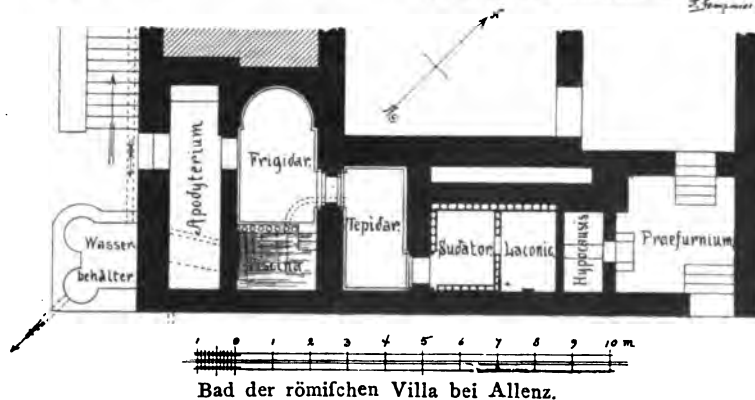 N
Apodyterium
Frigidar.
Tepidar.
Sudator.
Laconic.
Hypocausis
Praefurnium
Wasser
behälter
Piscina
1 0 1 2 3 4 5 6 7 8 9 10 m
Bad der römiſchen Villa bei Allenz.